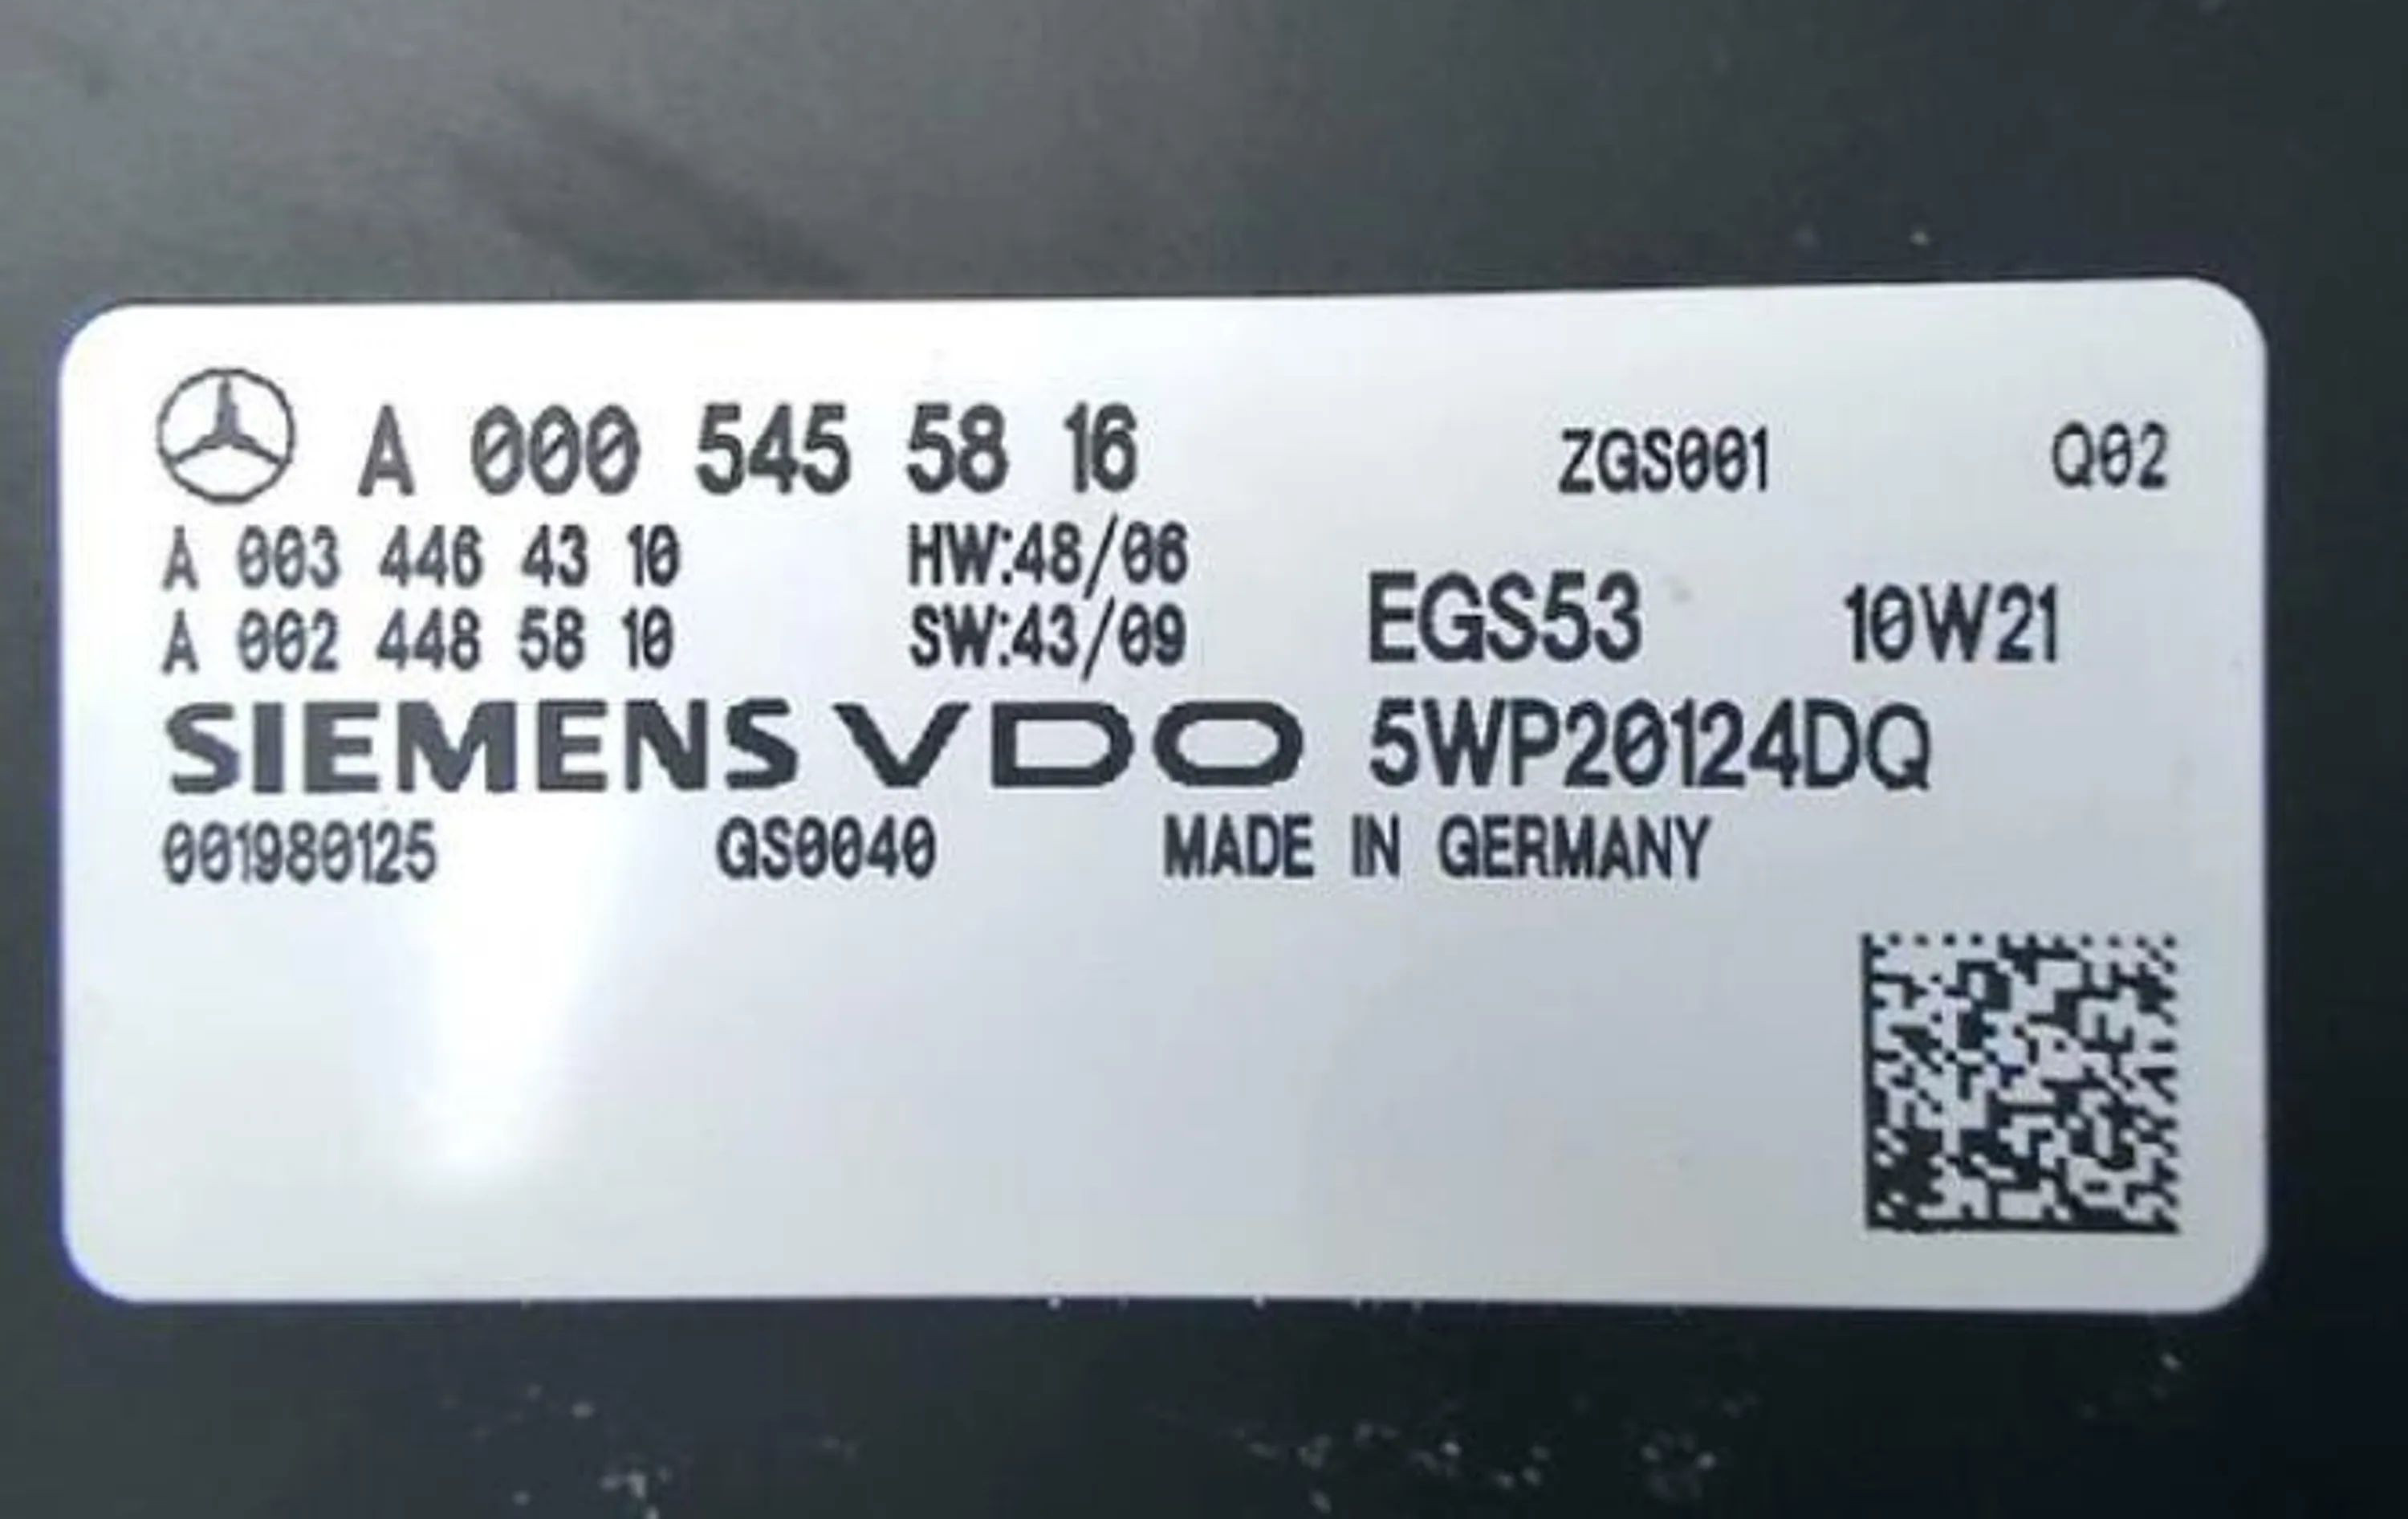 A 000 545 58 16 ZGS001 Q02
A 003 446 43 10 HW:48/06
A 002 448 58 10 SW:43/09 EGS53 10W21
SIEMENS VDO 5WP20124DQ
001980125 GS0040 MADE IN GERMANY